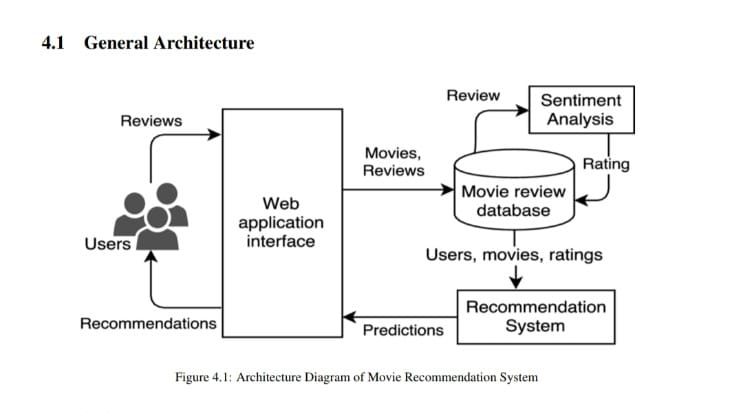 4.1 General Architecture
Reviews
Users
Recommendations
Web
application
interface
Movies,
Reviews
Review
Sentiment
Analysis
Rating
Movie review
database
Users, movies, ratings
Recommendation
System
Predictions
Figure 4.1: Architecture Diagram of Movie Recommendation System